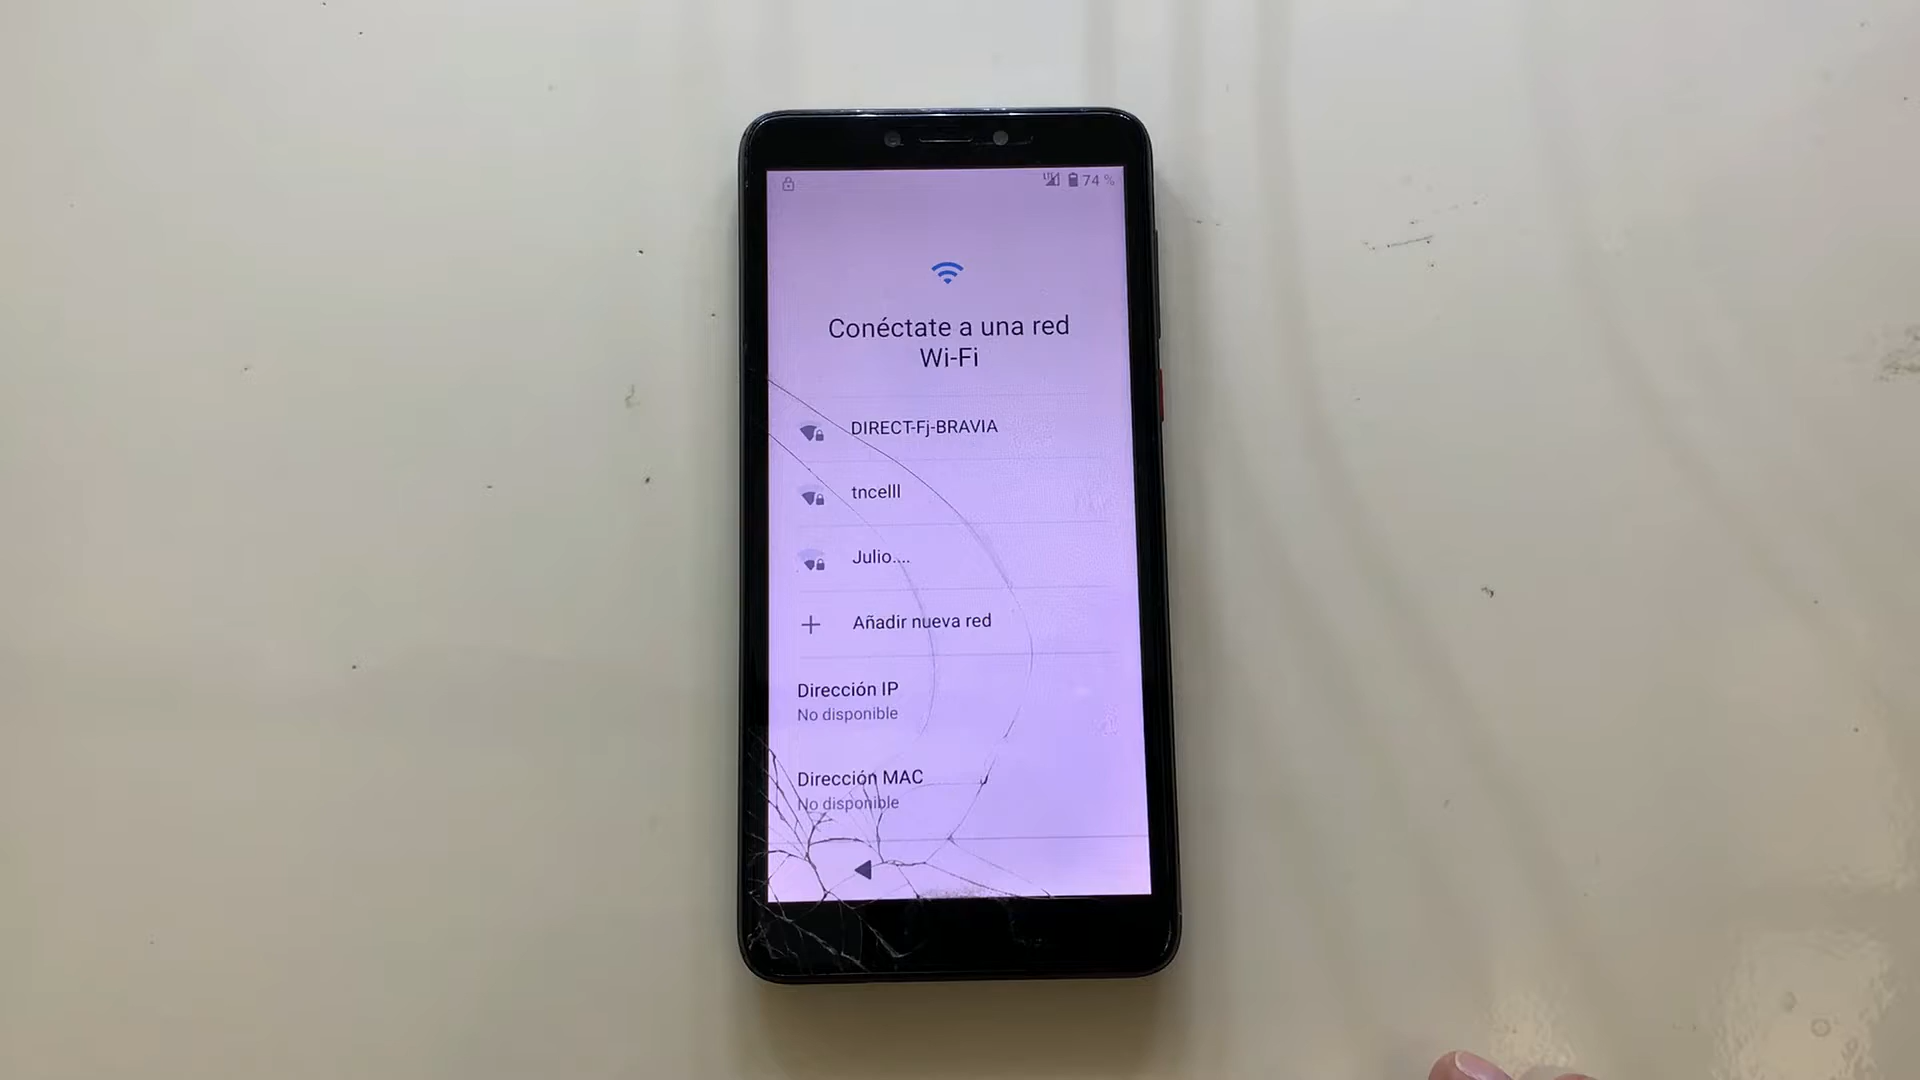 LTE 74 %
Conéctate a una red
Wi-Fi
DIRECT-Fj-BRAVIA
tncelll
Julio....
Añadir nueva red
Dirección IP
No disponible
Dirección MAC
No disponible